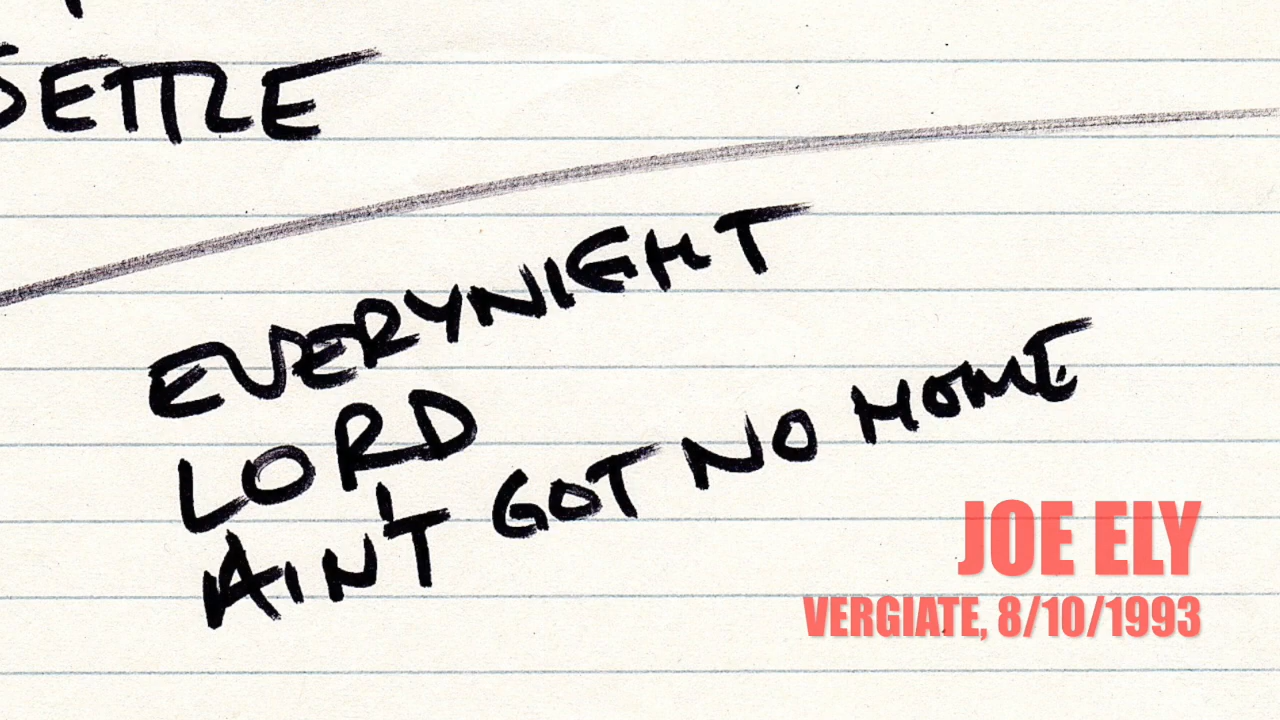 SETTLE
EVERYNIGHT
LORD
AIN'T GOT NO HOME
JOE ELY
VERGIATE, 8/10/1993